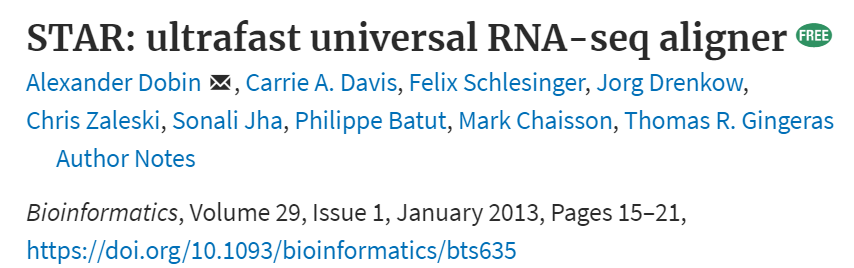 STAR: ultrafast universal RNA-seq aligner FREE
Alexander Dobin , Carrie A. Davis, Felix Schlesinger, Jorg Drenkow,
Chris Zaleski, Sonali Jha, Philippe Batut, Mark Chaisson, Thomas R. Gingeras
Author Notes
Bioinformatics, Volume 29, Issue 1, January 2013, Pages 15–21,
https://doi.org/10.1093/bioinformatics/bts635